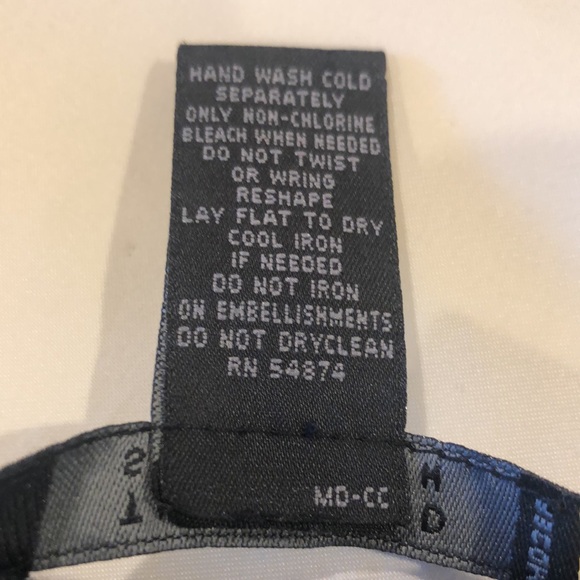 HAND WASH COLD
SEPARATELY
ONLY NON-CHLORINE
BLEACH WHEN NEEDED
DO NOT TWIST
OR WRING
RESHAPE
LAY FLAT TO DRY
COOL IRON
IF NEEDED
DO NOT IRON
ON EMBELLISHMENTS
DO NOT DRYCLEAN
RN 54874
MD-CC